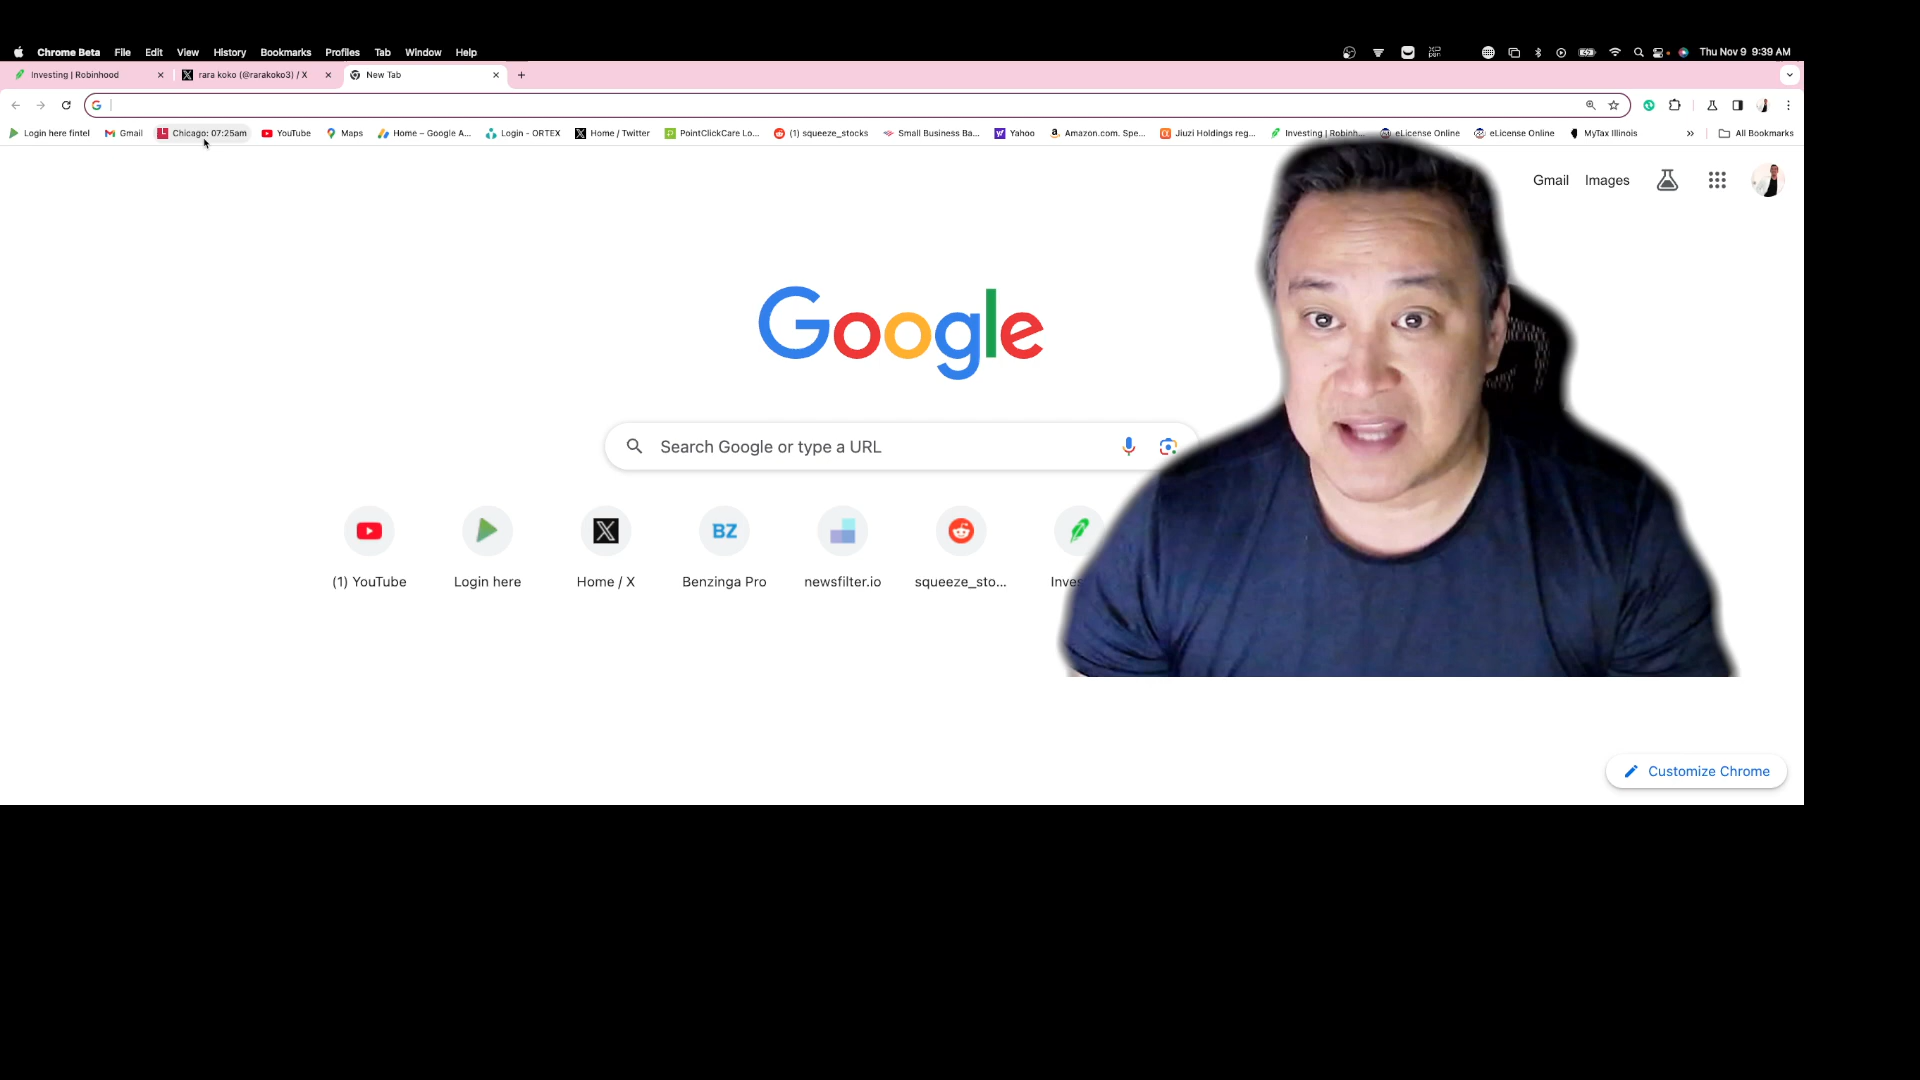 Chrome Beta File Edit View History Bookmarks Profiles Tab Window Help Thu Nov 9 9:39 AM
Investing | Robinhood rara koko (@rarakoko3) / X New Tab
Login here fintel Gmail Chicago: 07:25am YouTube Maps Home – Google A... Login - ORTEX Home / Twitter PointClickCare Lo... (1) squeeze_stocks Small Business Ba... Yahoo Amazon.com. Spe... Jiuzi Holdings reg... Investing | Robinh... eLicense Online eLicense Online MyTax Illinois » All Bookmarks
Gmail Images
Google
Search Google or type a URL
BZ
(1) YouTube Login here Home / X Benzinga Pro newsfilter.io squeeze_sto... Inves
Customize Chrome